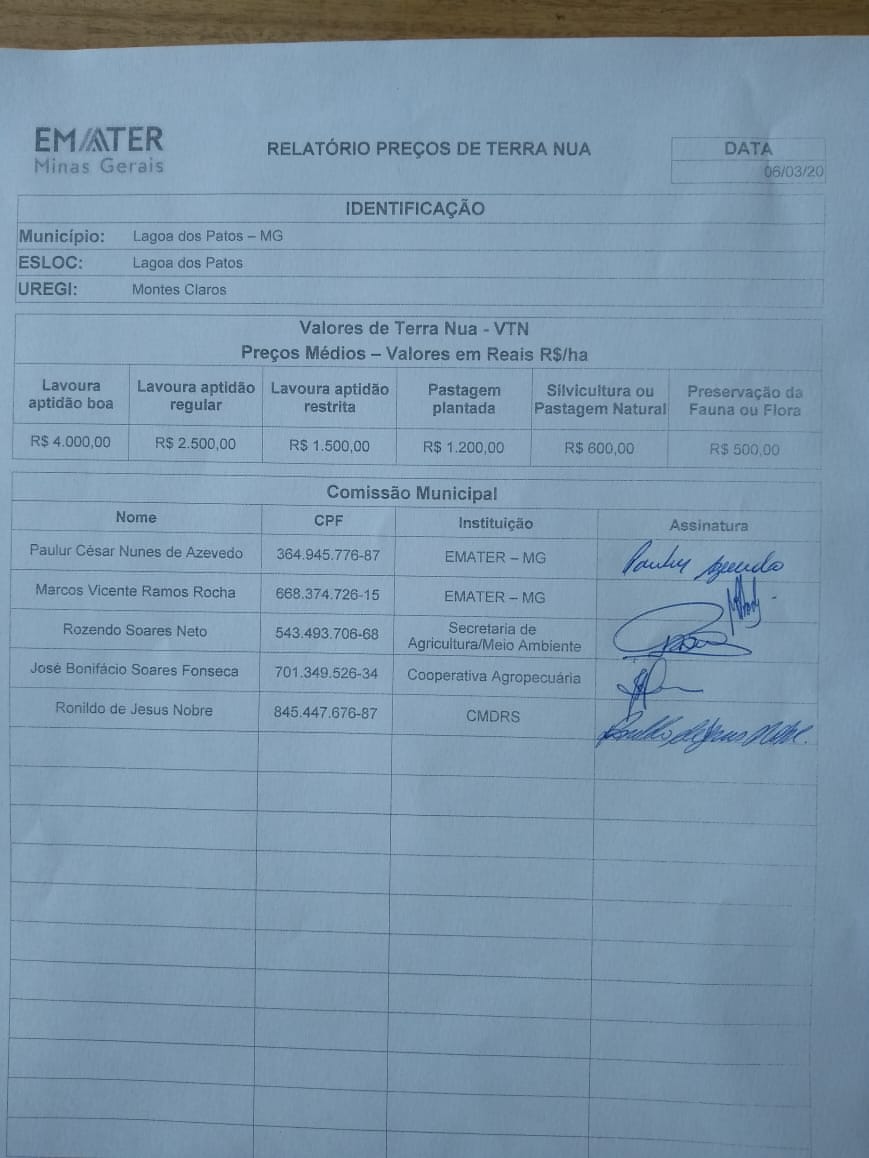 EMATER
Minas Gerais
RELATÓRIO PREÇOS DE TERRA NUA
DATA
06/03/20
IDENTIFICAÇÃO
Município: Lagoa dos Patos – MG
ESLOC: Lagoa dos Patos
UREGI: Montes Claros
Valores de Terra Nua - VTN
Preços Médios – Valores em Reais R$/ha
Lavoura aptidão boa
Lavoura aptidão regular
Lavoura aptidão restrita
Pastagem plantada
Silvicultura ou Pastagem Natural
Preservação da Fauna ou Flora
R$ 4.000,00 R$ 2.500,00 R$ 1.500,00 R$ 1.200,00 R$ 600,00 R$ 500,00
Comissão Municipal
Nome CPF Instituição Assinatura
Paulur César Nunes de Azevedo 364.945.776-87 EMATER – MG Paulur Azevedo
Marcos Vicente Ramos Rocha 668.374.726-15 EMATER – MG
Rozendo Soares Neto 543.493.706-68 Secretaria de Agricultura/Meio Ambiente
José Bonifácio Soares Fonseca 701.349.526-34 Cooperativa Agropecuária
Ronildo de Jesus Nobre 845.447.676-87 CMDRS Ronildo de Jesus Nobre.